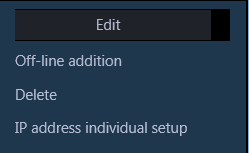 Edit
Off-line addition
Delete
IP address individual setup